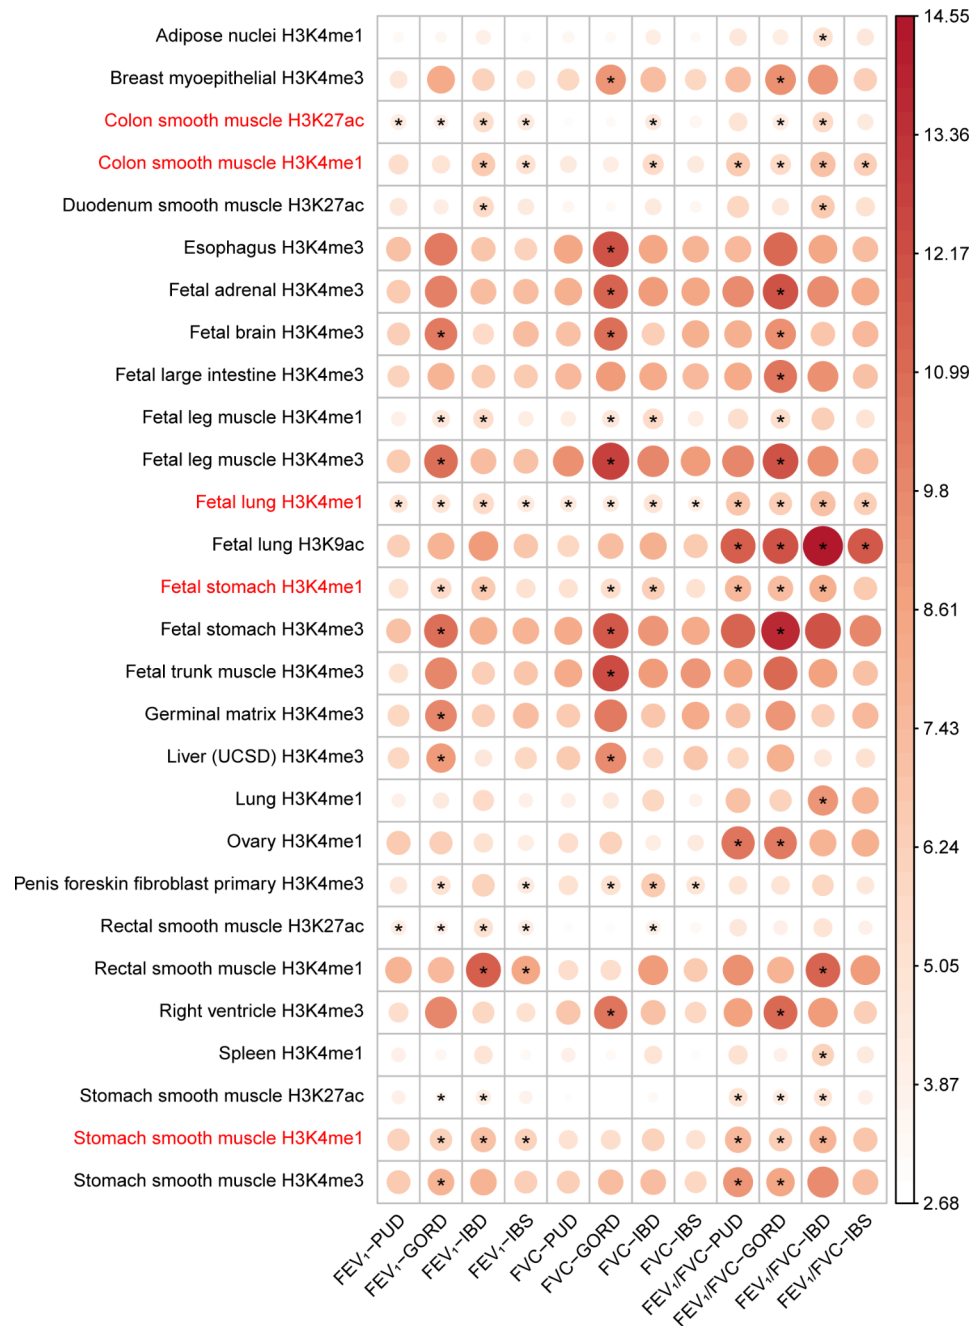 Adipose nuclei H3K4me1
Breast myoepithelial H3K4me3
Colon smooth muscle H3K27ac
Colon smooth muscle H3K4me1
Duodenum smooth muscle H3K27ac
Esophagus H3K4me3
Fetal adrenal H3K4me3
Fetal brain H3K4me3
Fetal large intestine H3K4me3
Fetal leg muscle H3K4me1
Fetal leg muscle H3K4me3
Fetal lung H3K4me1
Fetal lung H3K9ac
Fetal stomach H3K4me1
Fetal stomach H3K4me3
Fetal trunk muscle H3K4me3
Germinal matrix H3K4me3
Liver (UCSD) H3K4me3
Lung H3K4me1
Ovary H3K4me1
Penis foreskin fibroblast primary H3K4me3
Rectal smooth muscle H3K27ac
Rectal smooth muscle H3K4me1
Right ventricle H3K4me3
Spleen H3K4me1
Stomach smooth muscle H3K27ac
Stomach smooth muscle H3K4me1
Stomach smooth muscle H3K4me3
FEV₁−PUD
FEV₁−GORD
FEV₁−IBD
FEV₁−IBS
FVC−PUD
FVC−GORD
FVC−IBD
FVC−IBS
FEV₁/FVC−PUD
FEV₁/FVC−GORD
FEV₁/FVC−IBD
FEV₁/FVC−IBS
14.55
13.36
12.17
10.99
9.8
8.61
7.43
6.24
5.05
3.87
2.68